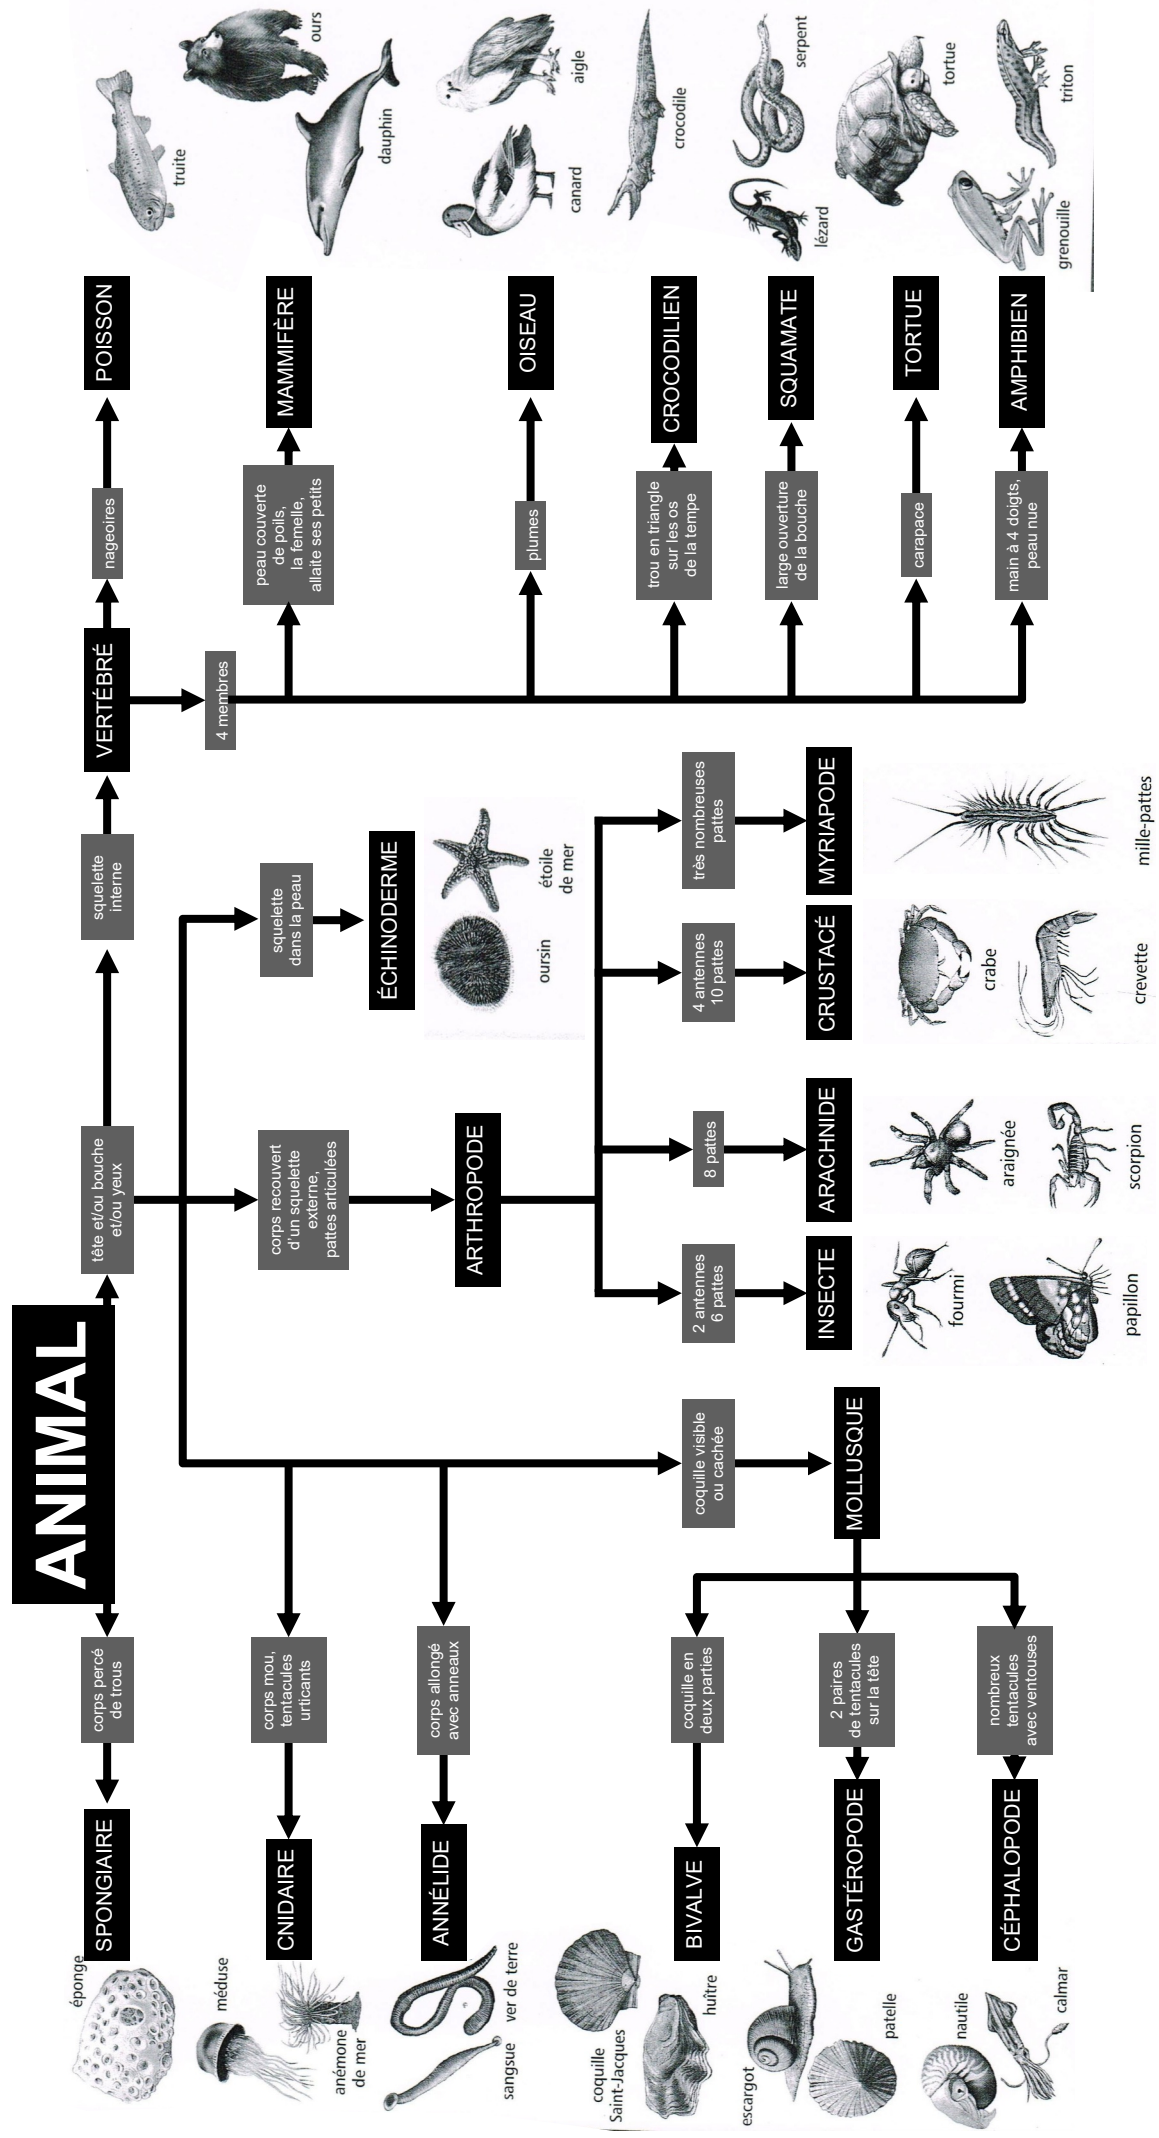 ANIMAL
corps percé
de trous
SPONGIAIRE
éponge
tête et/ou bouche
et/ou yeux
corps mou,
tentacules
urticants
CNIDAIRE
méduse
anémone
de mer
corps allongé
avec anneaux
ANNÉLIDE
ver de terre
sangsue
coquille visible
ou cachée
MOLLUSQUE
coquille en
deux parties
BIVALVE
coquille
Saint-Jacques
huître
2 paires
de tentacules
sur la tête
GASTÉROPODE
escargot
patelle
nombreux
tentacules
avec ventouses
CÉPHALOPODE
nautile
calmar
corps recouvert
d'un squelette
externe,
pattes articulées
ARTHROPODE
2 antennes
6 pattes
INSECTE
fourmi
papillon
8 pattes
ARACHNIDE
araignée
scorpion
4 antennes
10 pattes
CRUSTACÉ
crabe
crevette
très nombreuses
pattes
MYRIAPODE
mille-pattes
squelette
dans la peau
ÉCHINODERME
oursin
étoile
de mer
squelette
interne
VERTÉBRÉ
nageoires
POISSON
truite
4 membres
peau couverte
de poils,
la femelle,
allaite ses petits
MAMMIFÈRE
ours
dauphin
plumes
OISEAU
canard
aigle
trou en triangle
sur les os
de la tempe
CROCODILIEN
crocodile
large ouverture
de la bouche
SQUAMATE
lézard
serpent
carapace
TORTUE
tortue
main à 4 doigts,
peau nue
AMPHIBIEN
grenouille
triton